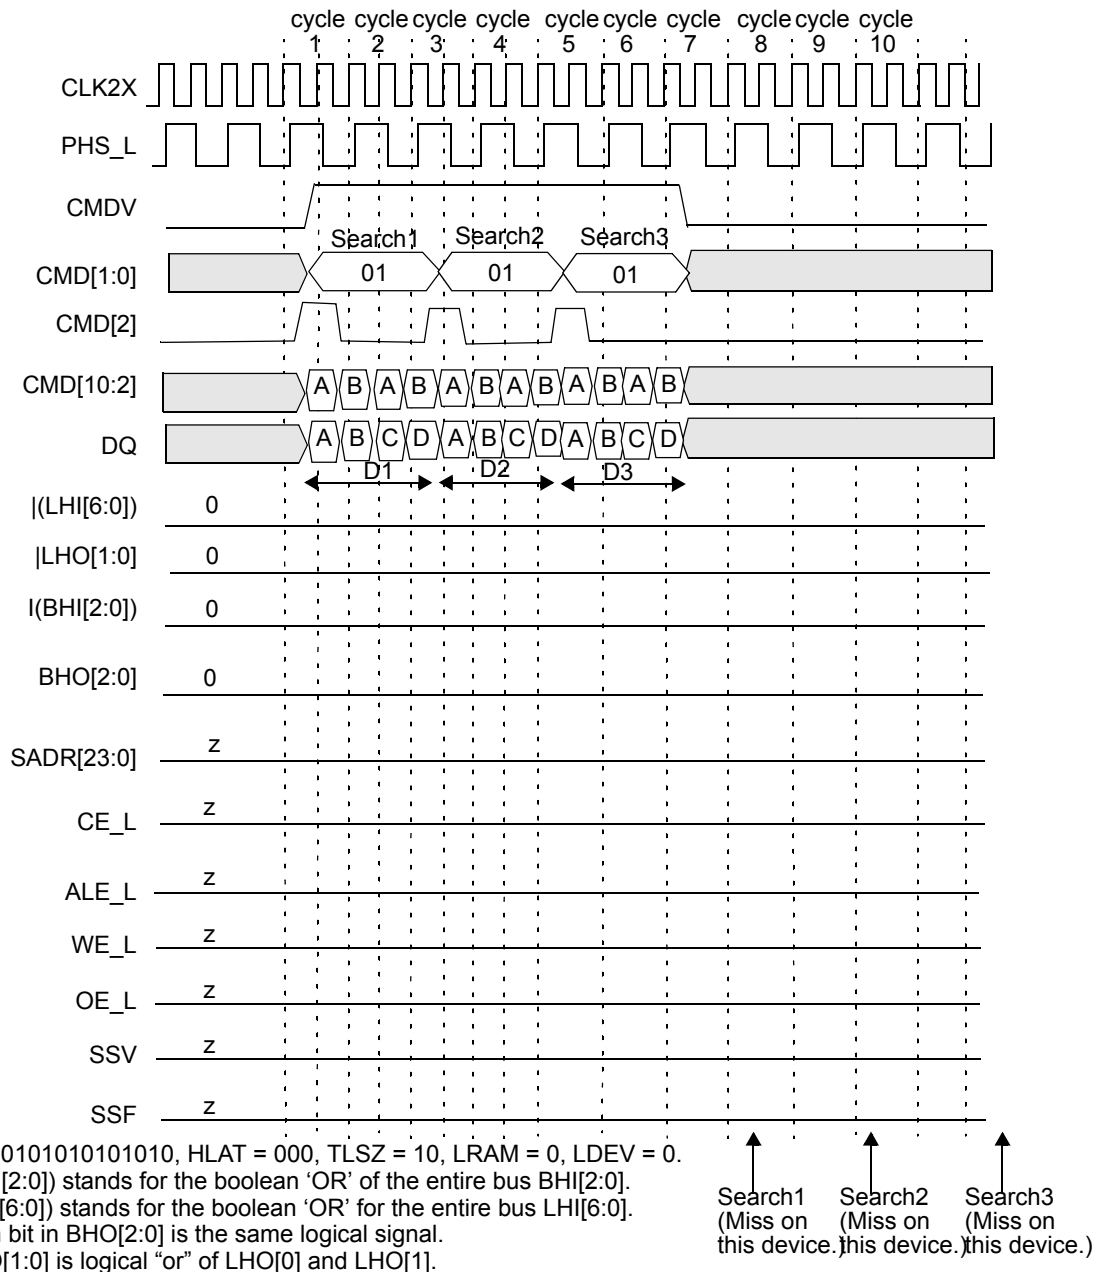 cycle cycle cycle cycle cycle cycle cycle cycle cycle cycle
1 2 3 4 5 6 7 8 9 10
CLK2X
PHS_L
CMDV
Search1 Search2 Search3
CMD[1:0] 01 01 01
CMD[2]
CMD[10:2] A B A B A B A B A B A B
DQ A B C D A B C D A B C D
D1 D2 D3
|(LHI[6:0]) 0
|LHO[1:0] 0
I(BHI[2:0]) 0
BHO[2:0] 0
SADR[23:0] z
CE_L z
ALE_L z
WE_L z
OE_L z
SSV z
SSF z
0101010101010, HLAT = 000, TLSZ = 10, LRAM = 0, LDEV = 0.
[2:0]) stands for the boolean ‘OR’ of the entire bus BHI[2:0].
[6:0]) stands for the boolean ‘OR’ for the entire bus LHI[6:0].
bit in BHO[2:0] is the same logical signal.
[1:0] is logical “or” of LHO[0] and LHO[1].
Search1 Search2 Search3
(Miss on (Miss on (Miss on
this device.) this device.) this device.)